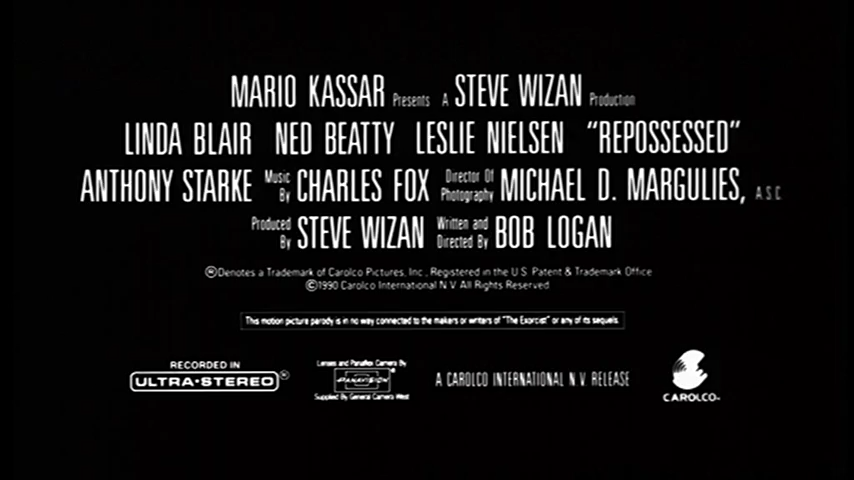 MARIO KASSAR Presents A STEVE WIZAN Production
LINDA BLAIR NED BEATTY LESLIE NIELSEN "REPOSSESSED"
ANTHONY STARKE Music By CHARLES FOX Director Of Photography MICHAEL D. MARGULIES, A.S.C.
Produced By STEVE WIZAN Written and Directed By BOB LOGAN
®Denotes a Trademark of Carolco Pictures, Inc., Registered in the U.S. Patent & Trademark Office
©1990 Carolco International N.V. All Rights Reserved
This motion picture parody is in no way connected to the makers or writers of "The Exorcist" or any of its sequels.
RECORDED IN
ULTRA*STEREO®
Lenses and Panaflex Camera By
PANAVISION®
Supplied By General Camera West
A CAROLCO INTERNATIONAL N.V. RELEASE
CAROLCO™